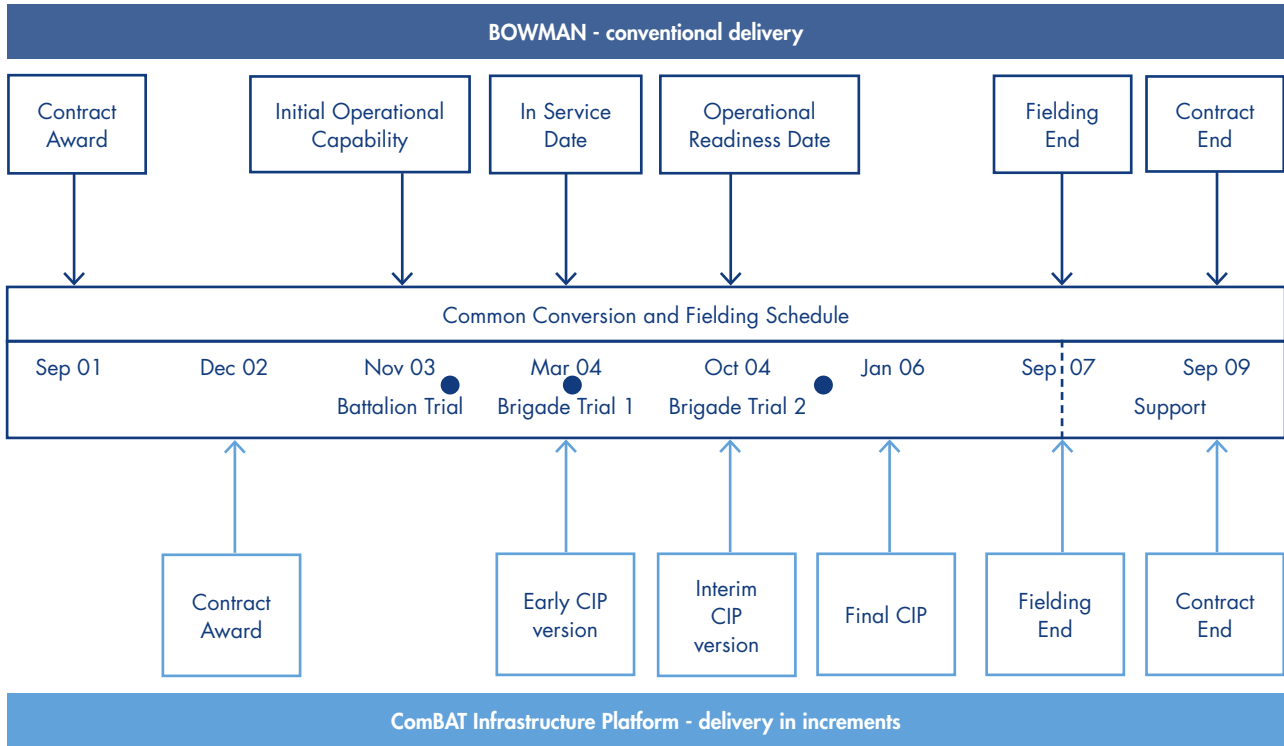 BOWMAN - conventional delivery
Contract
Award
Initial Operational
Capability
In Service
Date
Operational
Readiness Date
Fielding
End
Contract
End
Common Conversion and Fielding Schedule
Sep 01
Dec 02
Nov 03
Mar 04
Oct 04
Jan 06
Sep 07
Sep 09
Battalion Trial
Brigade Trial 1
Brigade Trial 2
Support
Contract
Award
Early CIP
version
Interim
CIP
version
Final CIP
Fielding
End
Contract
End
ComBAT Infrastructure Platform - delivery in increments